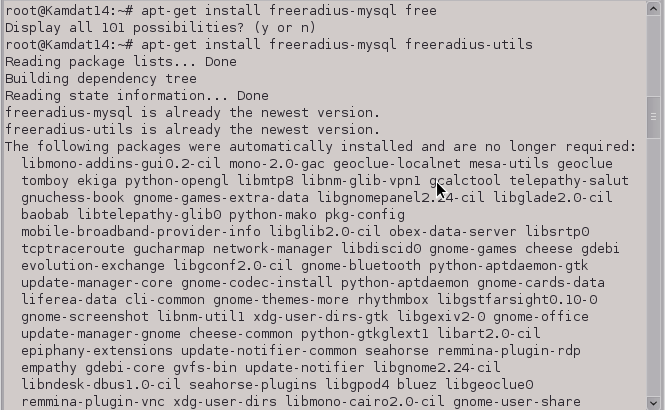 root@Kamdat14:~# apt-get install freeradius-mysql free
Display all 101 possibilities? (y or n)
root@Kamdat14:~# apt-get install freeradius-mysql freeradius-utils
Reading package lists... Done
Building dependency tree
Reading state information... Done
freeradius-mysql is already the newest version.
freeradius-utils is already the newest version.
The following packages were automatically installed and are no longer required:
libmono-addins-gui0.2-cil mono-2.0-gac geoclue-localnet mesa-utils geoclue
tomboy ekiga python-opengl libmtp8 libnm-glib-vpn1 gcalctool telepathy-salut
gnuchess-book gnome-games-extra-data libgnomepanel2.24-cil libglade2.0-cil
baobab libtelepathy-glib0 python-mako pkg-config
mobile-broadband-provider-info libglib2.0-cil obex-data-server libsrtp0
tcptraceroute gucharmap network-manager libdiscid0 gnome-games cheese gdebi
evolution-exchange libgconf2.0-cil gnome-bluetooth python-aptdaemon-gtk
update-manager-core gnome-codec-install python-aptdaemon gnome-cards-data
liferea-data cli-common gnome-themes-more rhythmbox libgstfarsight0.10-0
gnome-screenshot libnm-util1 xdg-user-dirs-gtk libgexiv2-0 gnome-office
update-manager-gnome cheese-common python-gtkglext1 libart2.0-cil
epiphany-extensions update-notifier-common seahorse remmina-plugin-rdp
empathy gdebi-core gvfs-bin update-notifier libgnome2.24-cil
libndesk-dbus1.0-cil seahorse-plugins libgpod4 bluez libgeoclue0
remmina-plugin-vnc xdg-user-dirs libmono-cairo2.0-cil gnome-user-share